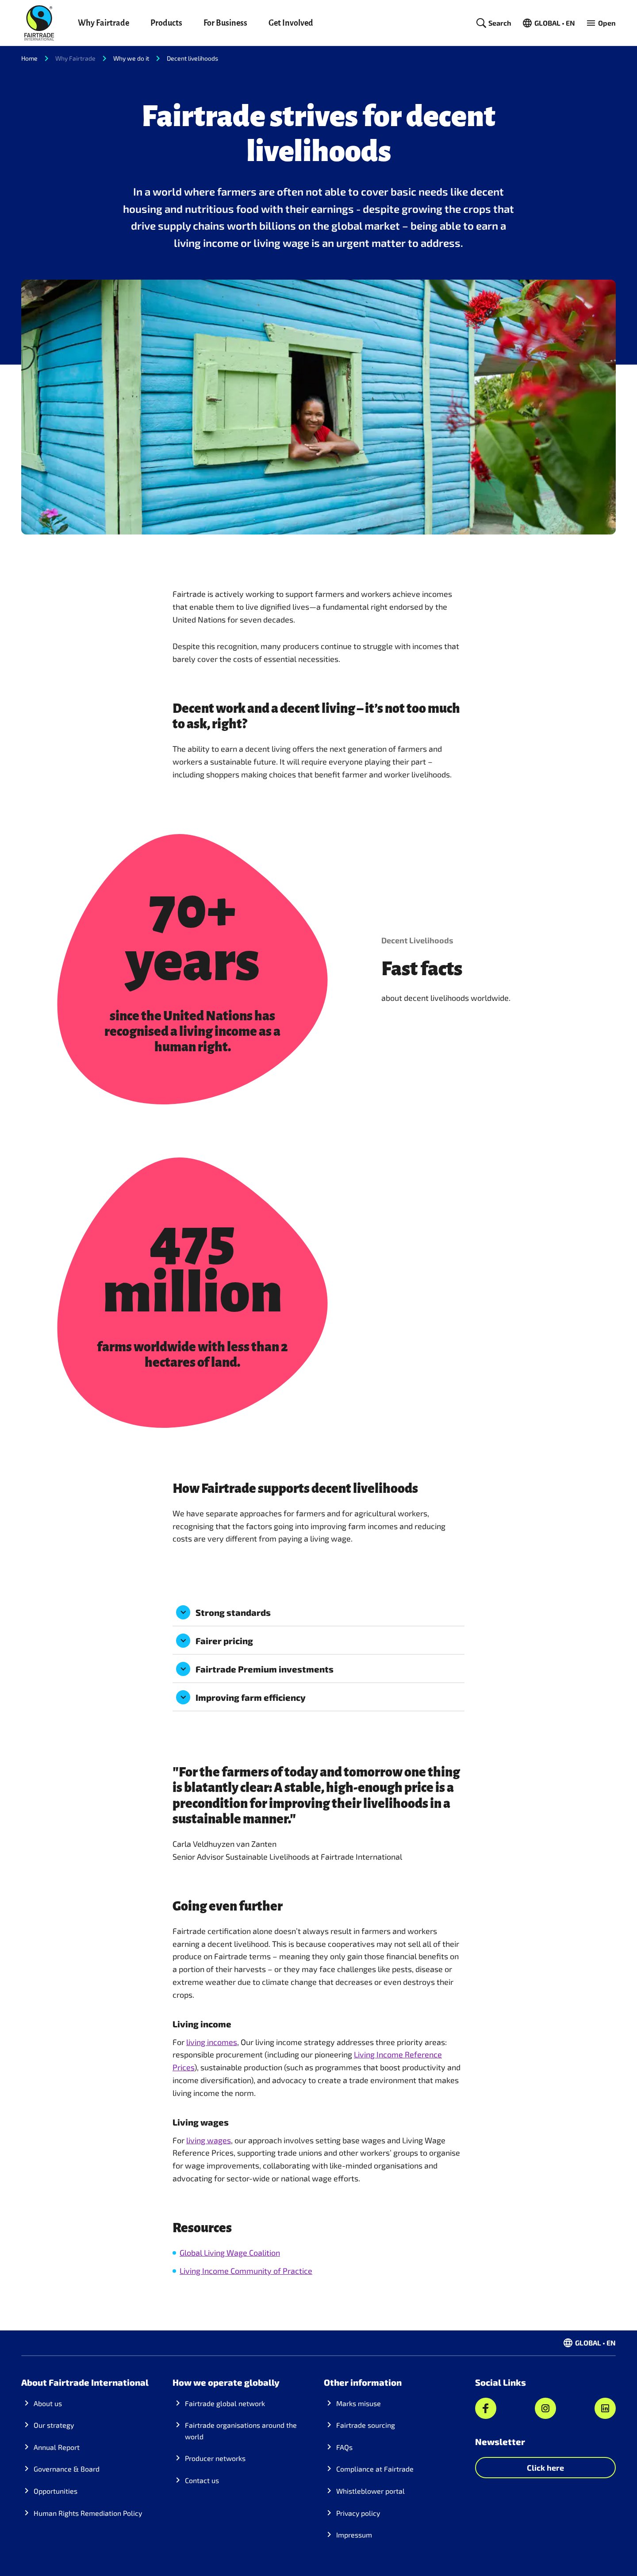 FAIRTRADE
INTERNATIONAL
Why Fairtrade
Products
For Business
Get Involved
Search
GLOBAL • EN
Open
Home
Why Fairtrade
Why we do it
Decent livelihoods
Fairtrade strives for decent
livelihoods
In a world where farmers are often not able to cover basic needs like decent
housing and nutritious food with their earnings - despite growing the crops that
drive supply chains worth billions on the global market – being able to earn a
living income or living wage is an urgent matter to address.
Fairtrade is actively working to support farmers and workers achieve incomes
that enable them to live dignified lives—a fundamental right endorsed by the
United Nations for seven decades.
Despite this recognition, many producers continue to struggle with incomes that
barely cover the costs of essential necessities.
Decent work and a decent living – it's not too much
to ask, right?
The ability to earn a decent living offers the next generation of farmers and
workers a sustainable future. It will require everyone playing their part –
including shoppers making choices that benefit farmer and worker livelihoods.
70+
years
since the United Nations has
recognised a living income as a
human right.
Decent Livelihoods
Fast facts
about decent livelihoods worldwide.
475
million
farms worldwide with less than 2
hectares of land.
How Fairtrade supports decent livelihoods
We have separate approaches for farmers and for agricultural workers,
recognising that the factors going into improving farm incomes and reducing
costs are very different from paying a living wage.
Strong standards
Fairer pricing
Fairtrade Premium investments
Improving farm efficiency
"For the farmers of today and tomorrow one thing
is blatantly clear: A stable, high-enough price is a
precondition for improving their livelihoods in a
sustainable manner."
Carla Veldhuyzen van Zanten
Senior Advisor Sustainable Livelihoods at Fairtrade International
Going even further
Fairtrade certification alone doesn't always result in farmers and workers
earning a decent livelihood. This is because cooperatives may not sell all of their
produce on Fairtrade terms – meaning they only gain those financial benefits on
a portion of their harvests – or they may face challenges like pests, disease or
extreme weather due to climate change that decreases or even destroys their
crops.
Living income
For living incomes, Our living income strategy addresses three priority areas:
responsible procurement (including our pioneering Living Income Reference
Prices), sustainable production (such as programmes that boost productivity and
income diversification), and advocacy to create a trade environment that makes
living income the norm.
Living wages
For living wages, our approach involves setting base wages and Living Wage
Reference Prices, supporting trade unions and other workers' groups to organise
for wage improvements, collaborating with like-minded organisations and
advocating for sector-wide or national wage efforts.
Resources
Global Living Wage Coalition
Living Income Community of Practice
GLOBAL • EN
About Fairtrade International
About us
Our strategy
Annual Report
Governance & Board
Opportunities
Human Rights Remediation Policy
How we operate globally
Fairtrade global network
Fairtrade organisations around the
world
Producer networks
Contact us
Other information
Marks misuse
Fairtrade sourcing
FAQs
Compliance at Fairtrade
Whistleblower portal
Privacy policy
Impressum
Social Links
Newsletter
Click here